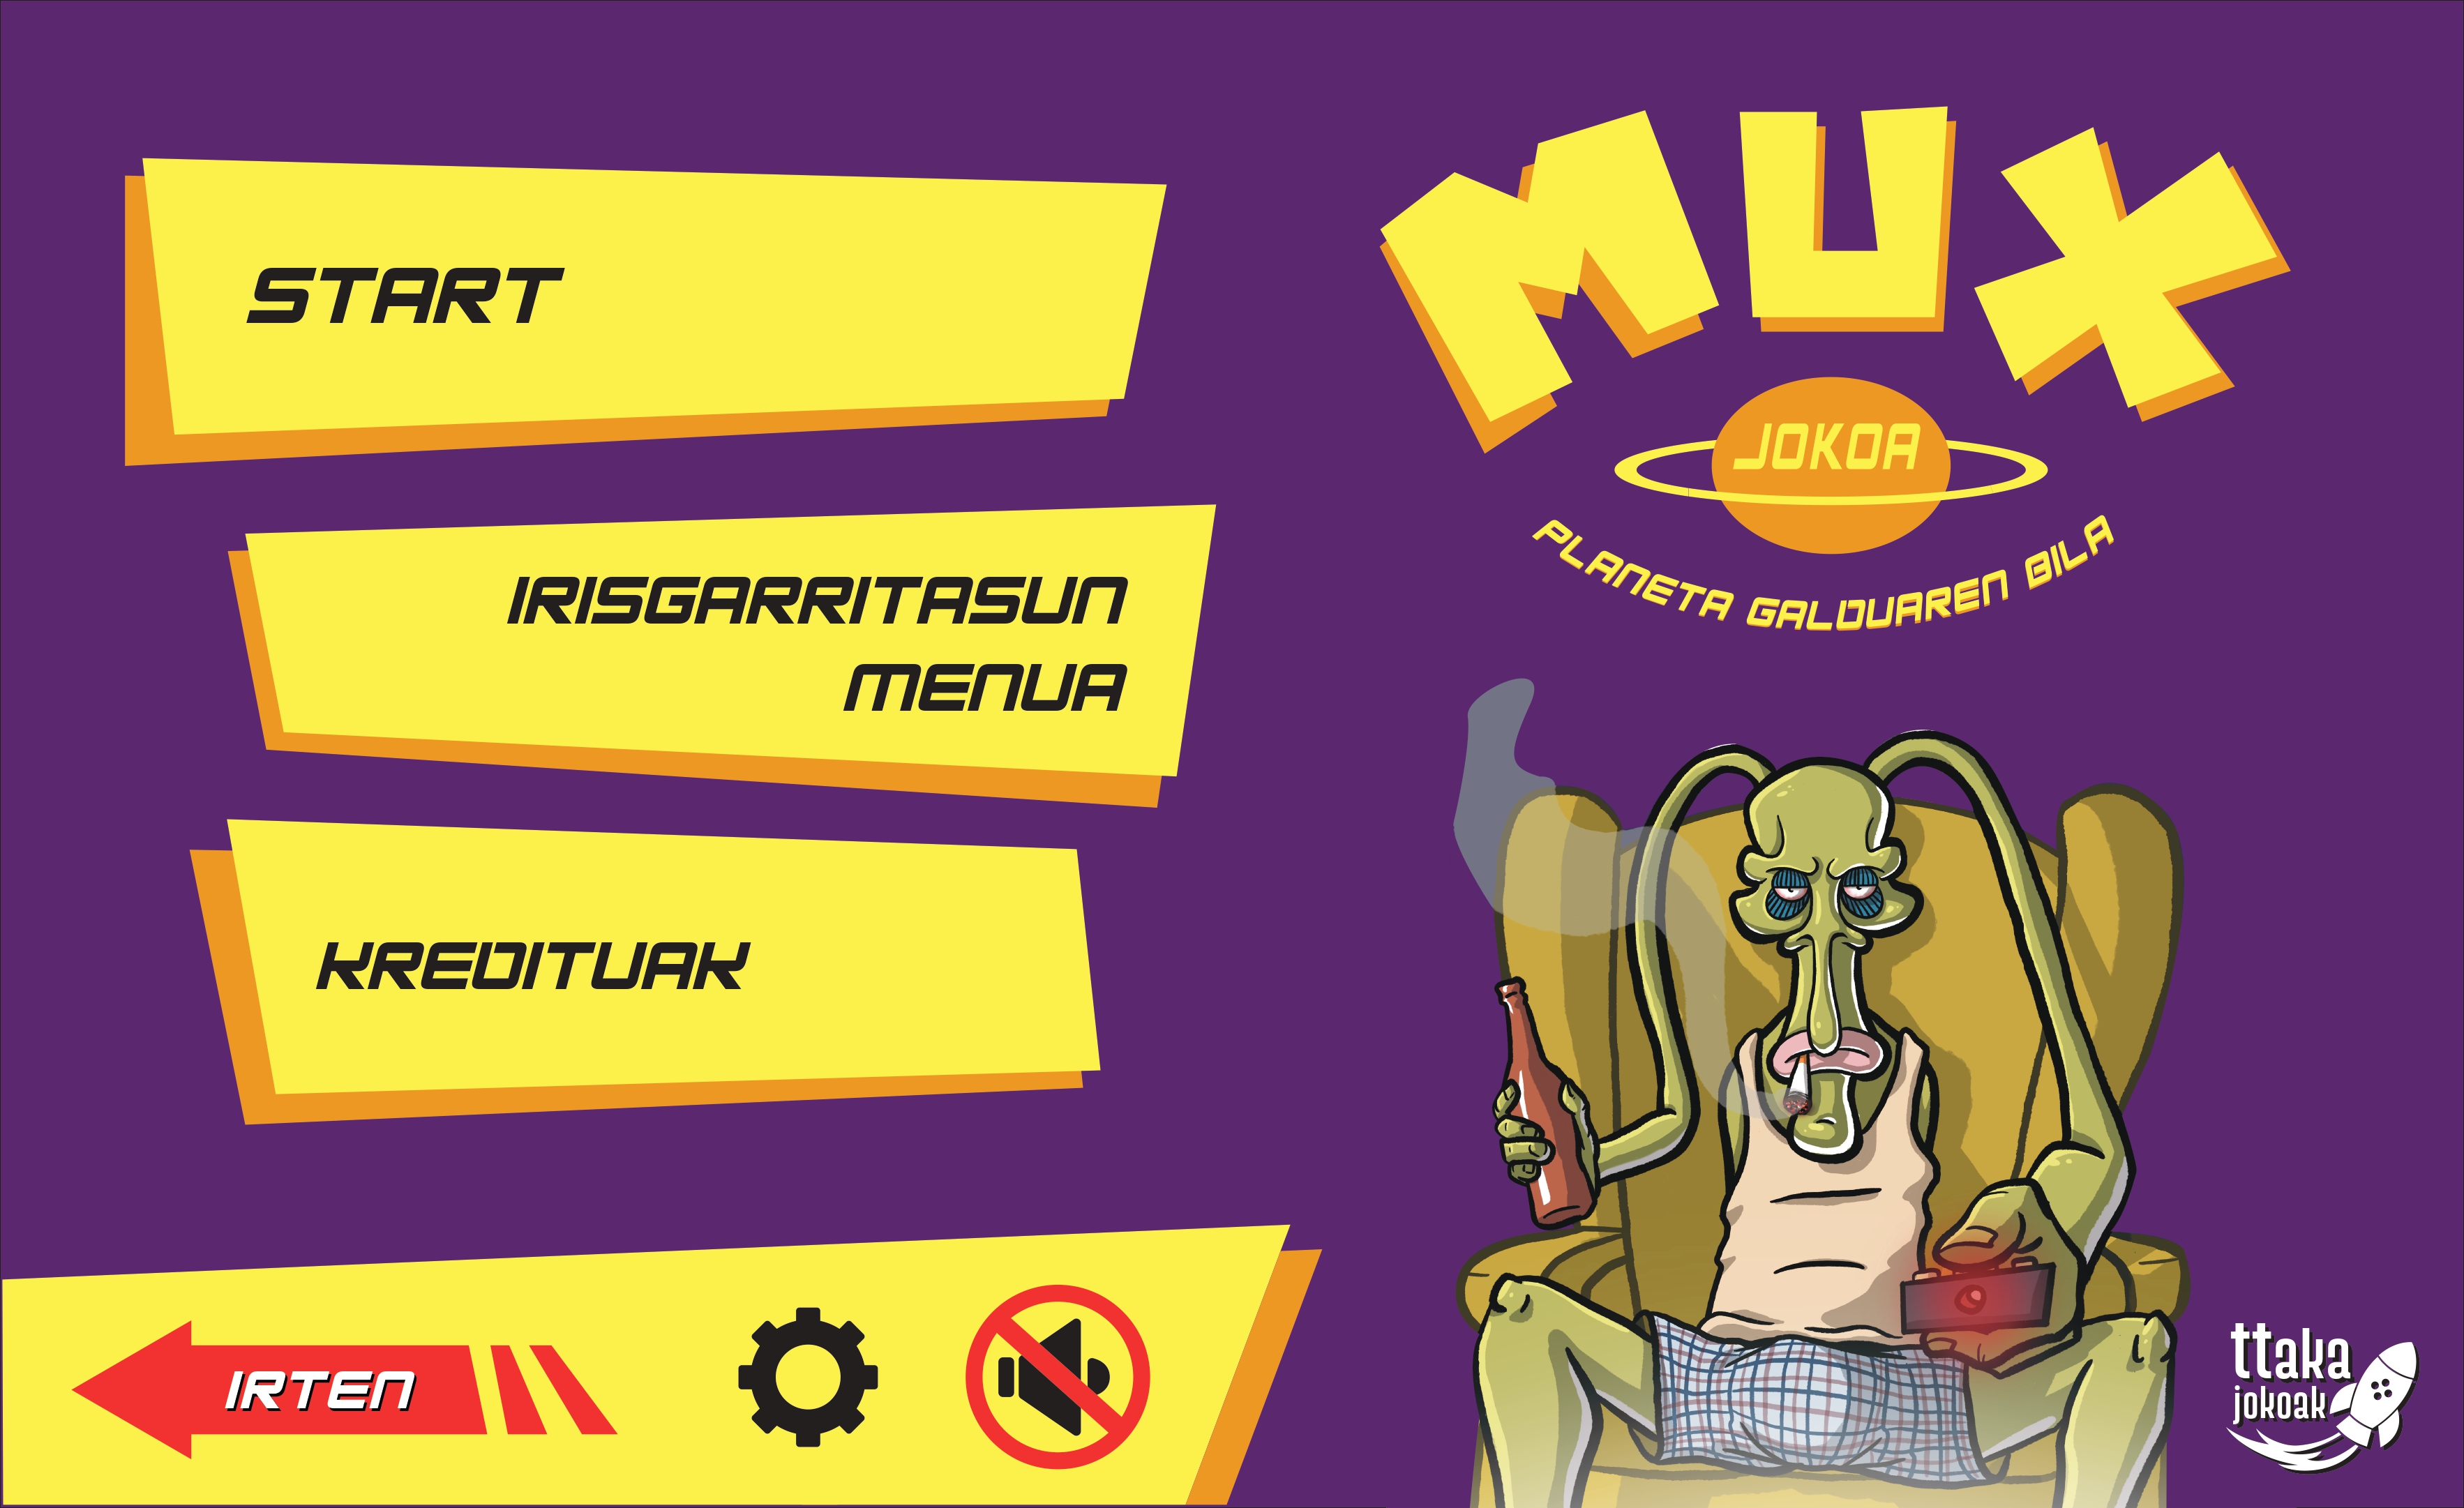 START
IRISGARRITASUN
MENUA
KREDITUAK
IRTEN
MUX
JOKOA
PLANETA GALDUAREN BILA
ttaka
jokoak